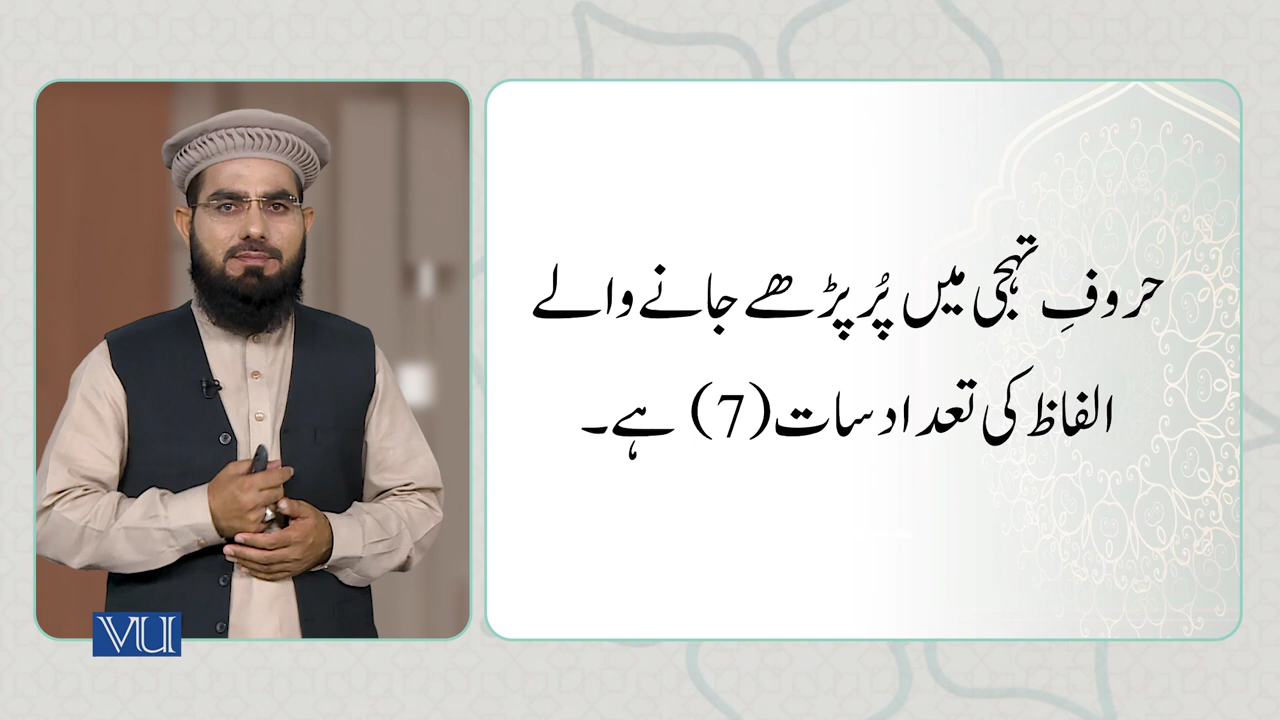 حروفِ تہجی میں پُر پڑھے جانے والے
الفاظ کی تعداد سات (7) ہے۔
VU